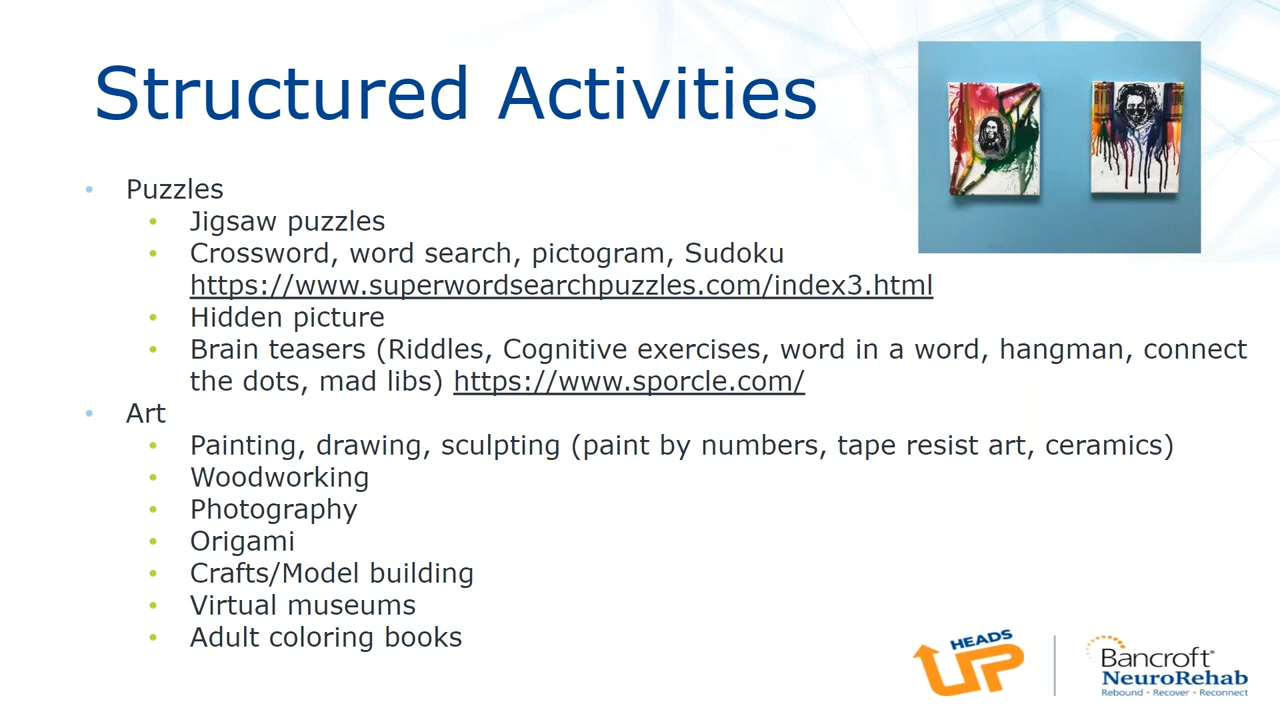 Structured Activities
• Puzzles
• Jigsaw puzzles
• Crossword, word search, pictogram, Sudoku
https://www.superwordsearchpuzzles.com/index3.html
• Hidden picture
• Brain teasers (Riddles, Cognitive exercises, word in a word, hangman, connect
the dots, mad libs) https://www.sporcle.com/
• Art
• Painting, drawing, sculpting (paint by numbers, tape resist art, ceramics)
• Woodworking
• Photography
• Origami
• Crafts/Model building
• Virtual museums
• Adult coloring books
HEADS
UP
Bancroft®
NeuroRehab
Rebound • Recover • Reconnect